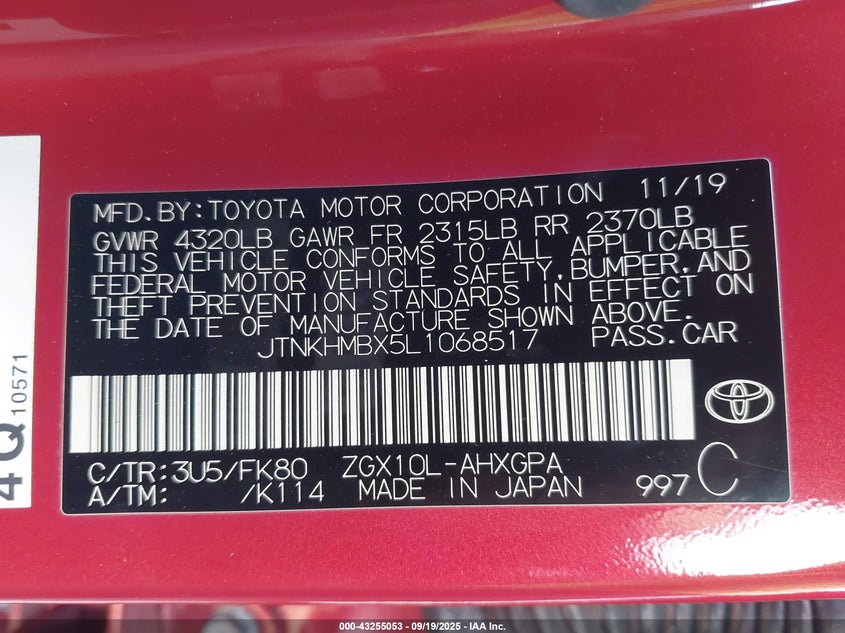 MFD.BY:TOYOTA MOTOR CORPORATION 11/19
GVWR 4320LB GAWR FR 2315LB RR 2370LB
THIS VEHICLE CONFORMS TO ALL APPLICABLE
FEDERAL MOTOR VEHICLE SAFETY,BUMPER,AND
THEFT PREVENTION STANDARDS IN EFFECT ON
THE DATE OF MANUFACTURE SHOWN ABOVE.
JTNKHMBX5L1068517 PASS.CAR
C/TR:3U5/FK80 ZGX10L-AHXGPA
A/TM: /K114 MADE IN JAPAN 997 C
4Q 10571
000-43255053 - 09/19/2025 - IAA Inc.